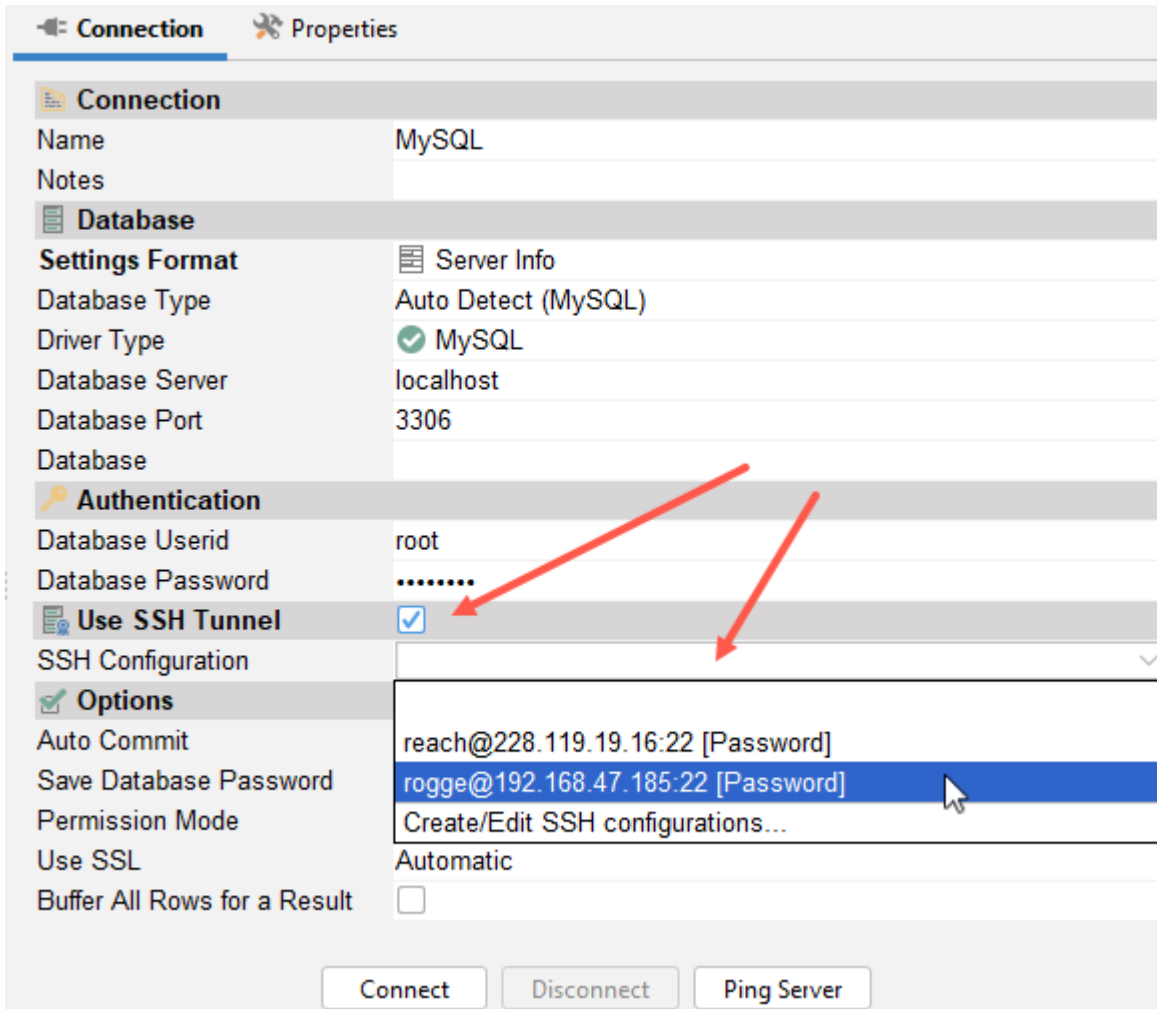 Connection Properties
Connection
Name MySQL
Notes
Database
Settings Format Server Info
Database Type Auto Detect (MySQL)
Driver Type MySQL
Database Server localhost
Database Port 3306
Database
Authentication
Database Userid root
Database Password ••••••••
Use SSH Tunnel
SSH Configuration
Options
Auto Commit reach@228.119.19.16:22 [Password]
Save Database Password rogge@192.168.47.185:22 [Password]
Permission Mode Create/Edit SSH configurations...
Use SSL Automatic
Buffer All Rows for a Result
Connect Disconnect Ping Server